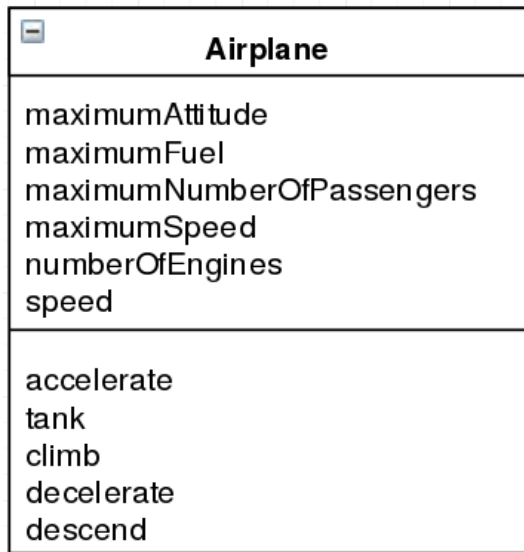 Airplane
maximumAttitude
maximumFuel
maximumNumberOfPassengers
maximumSpeed
numberOfEngines
speed
accelerate
tank
climb
decelerate
descend